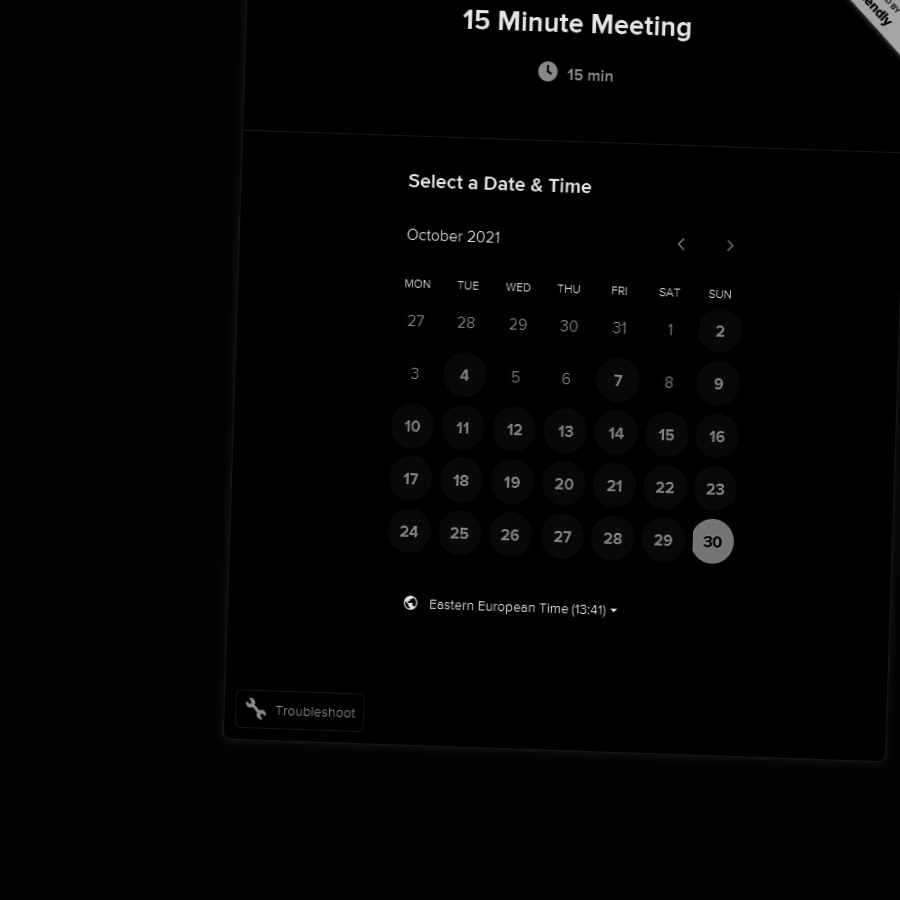 15 Minute Meeting
15 min
endly
Select a Date & Time
October 2021
MON TUE WED THU FRI SAT SUN
27 28 29 30 31 1 2
3 4 5 6 7 8 9
10 11 12 13 14 15 16
17 18 19 20 21 22 23
24 25 26 27 28 29 30
Eastern European Time (13:41)
Troubleshoot